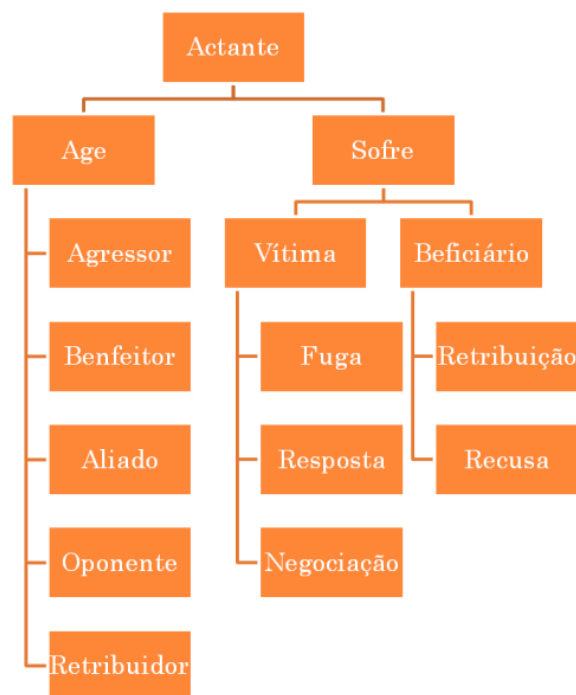 Actante
Age
Sofre
Agressor
Benfeitor
Aliado
Oponente
Retribuidor
Vítima
Fuga
Resposta
Negociação
Beficiário
Retribuição
Recusa